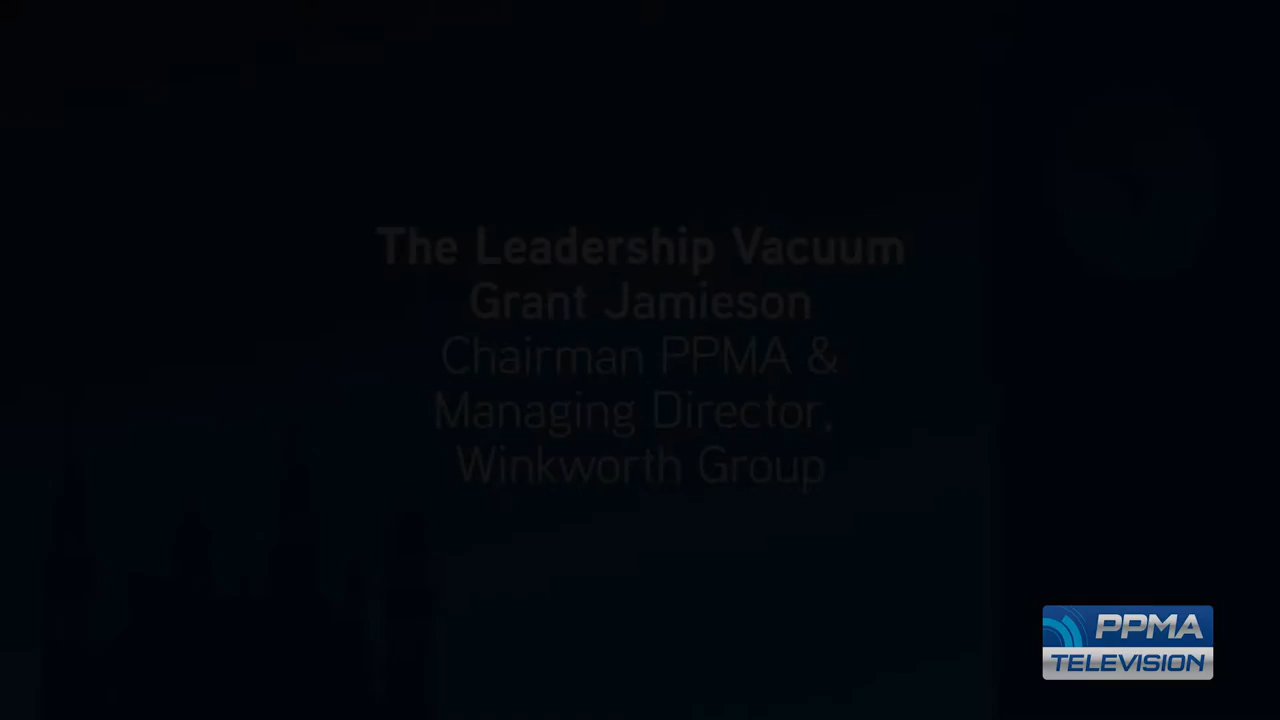 The Leadership Vacuum
Grant Jamieson
Chairman PPMA &
Managing Director,
Winkworth Group
PPMA
TELEVISION